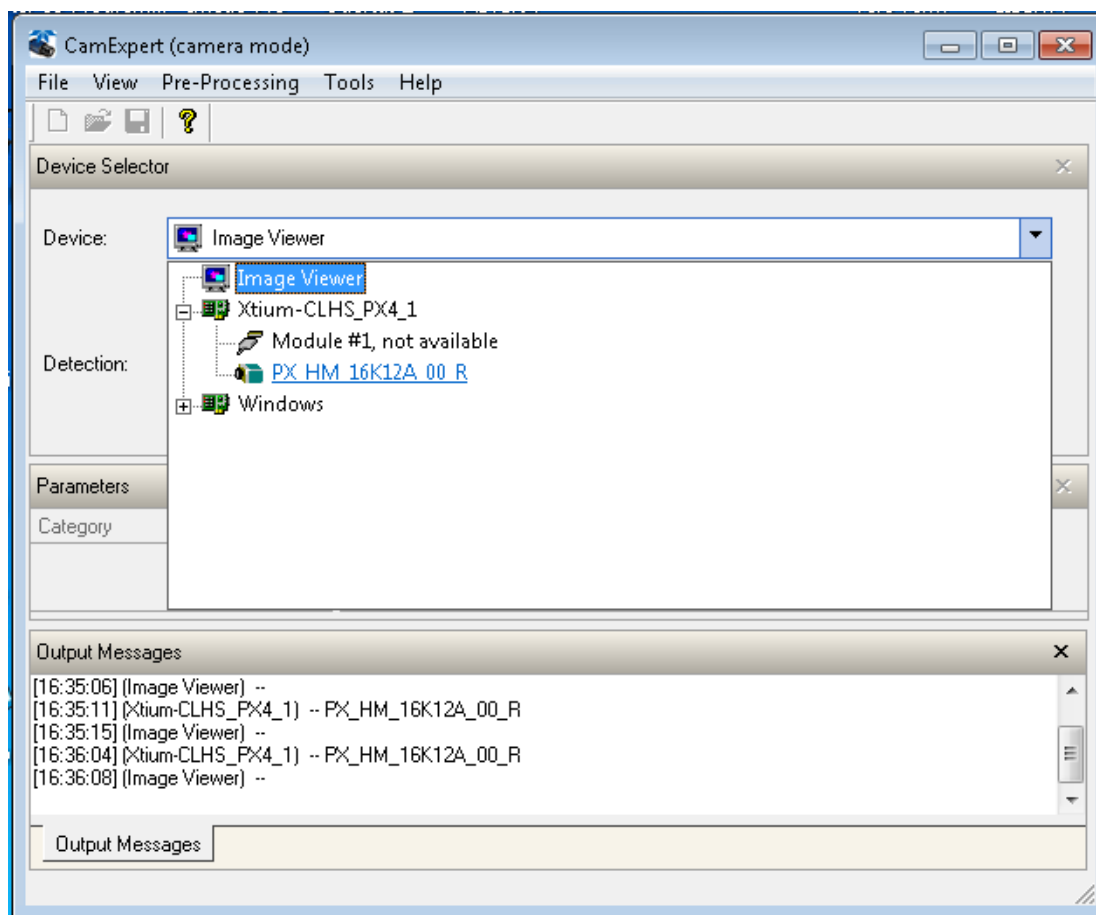 CamExpert (camera mode)
File View Pre-Processing Tools Help
Device Selector
Device: Image Viewer
Image Viewer
Xtium-CLHS_PX4_1
Module #1, not available
Detection:
PX_HM_16K12A_00_R
Windows
Parameters
Category
Output Messages
[16:35:06] (Image Viewer) --
[16:35:11] (Xtium-CLHS_PX4_1) -- PX_HM_16K12A_00_R
[16:35:15] (Image Viewer) --
[16:36:04] (Xtium-CLHS_PX4_1) -- PX_HM_16K12A_00_R
[16:36:08] (Image Viewer) --
Output Messages